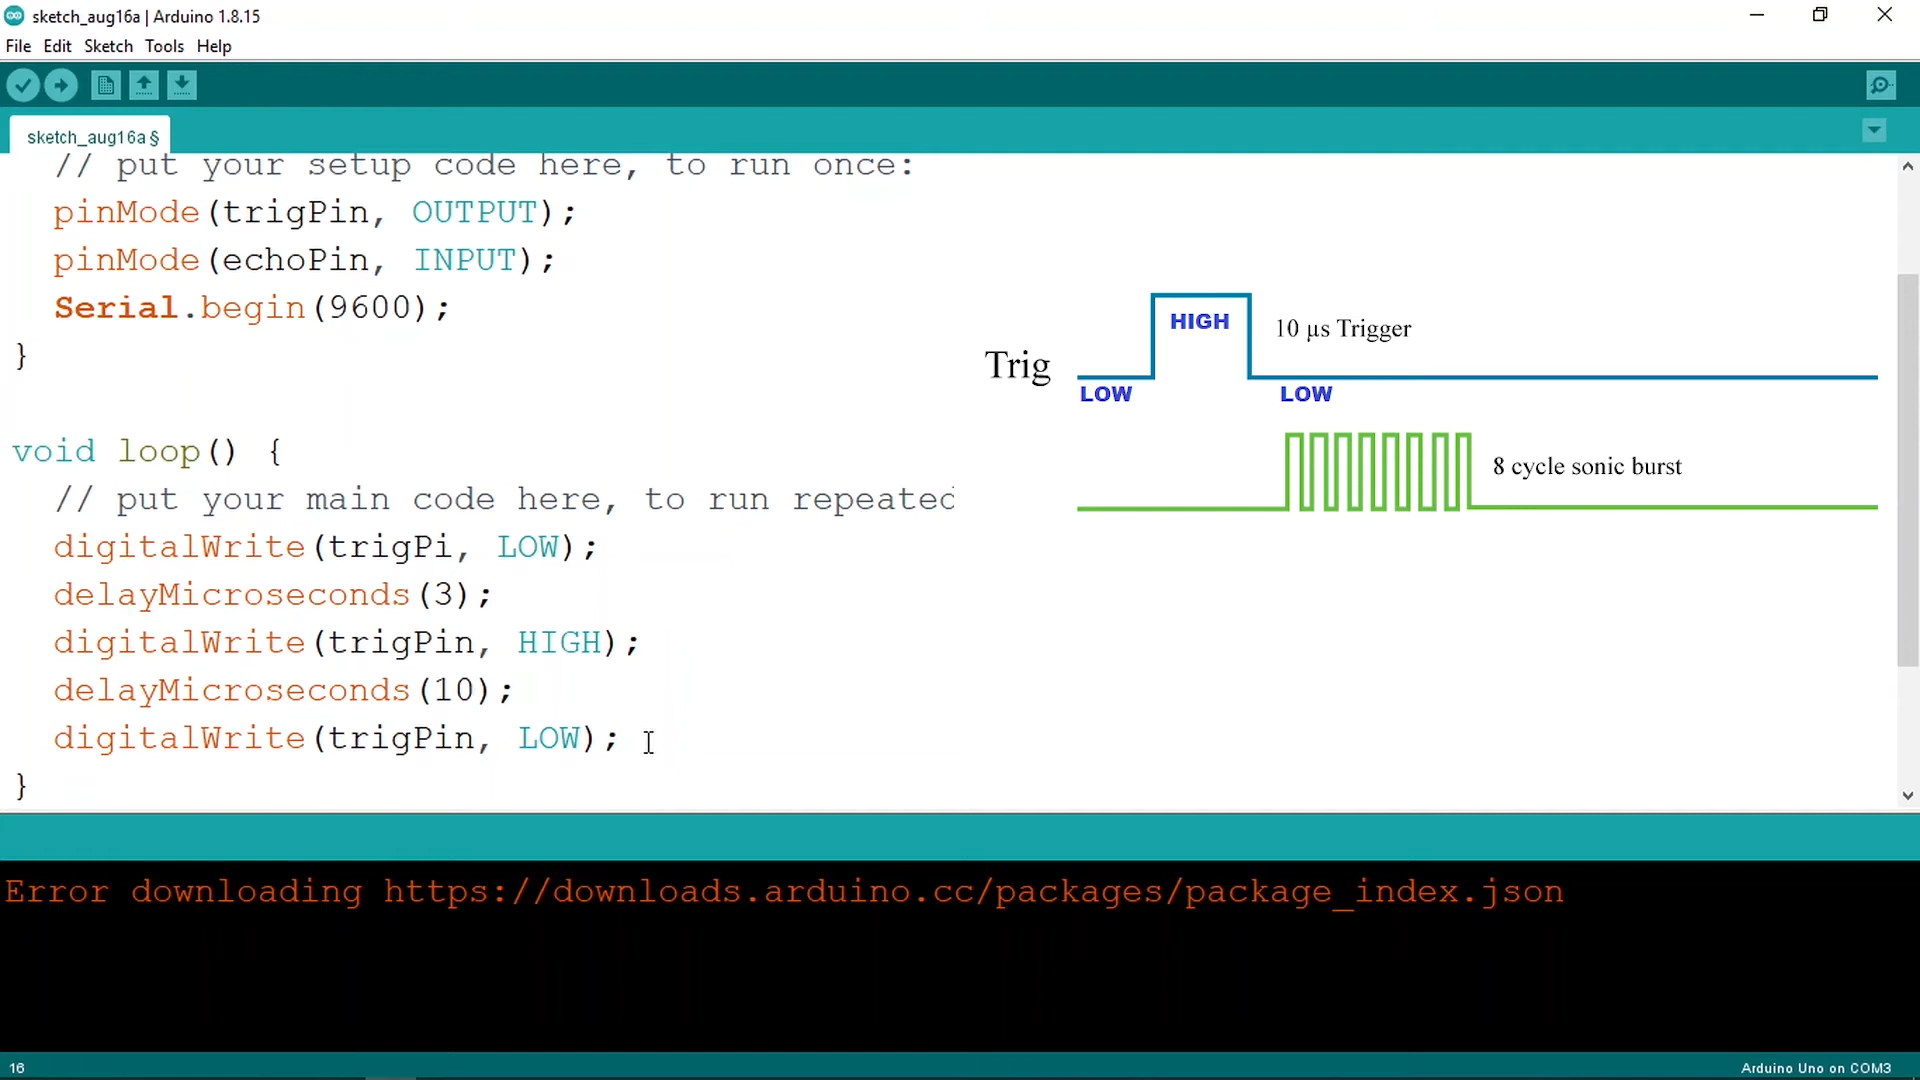 sketch_aug16a | Arduino 1.8.15
File Edit Sketch Tools Help
sketch_aug16a §
// put your setup code here, to run once:
pinMode(trigPin, OUTPUT);
pinMode(echoPin, INPUT);
Serial.begin(9600);
}
void loop() {
// put your main code here, to run repeated
digitalWrite(trigPi, LOW);
delayMicroseconds(3);
digitalWrite(trigPin, HIGH);
delayMicroseconds(10);
digitalWrite(trigPin, LOW);
}
HIGH
10 µs Trigger
Trig
LOW LOW
8 cycle sonic burst
Error downloading https://downloads.arduino.cc/packages/package_index.json
16
Arduino Uno on COM3